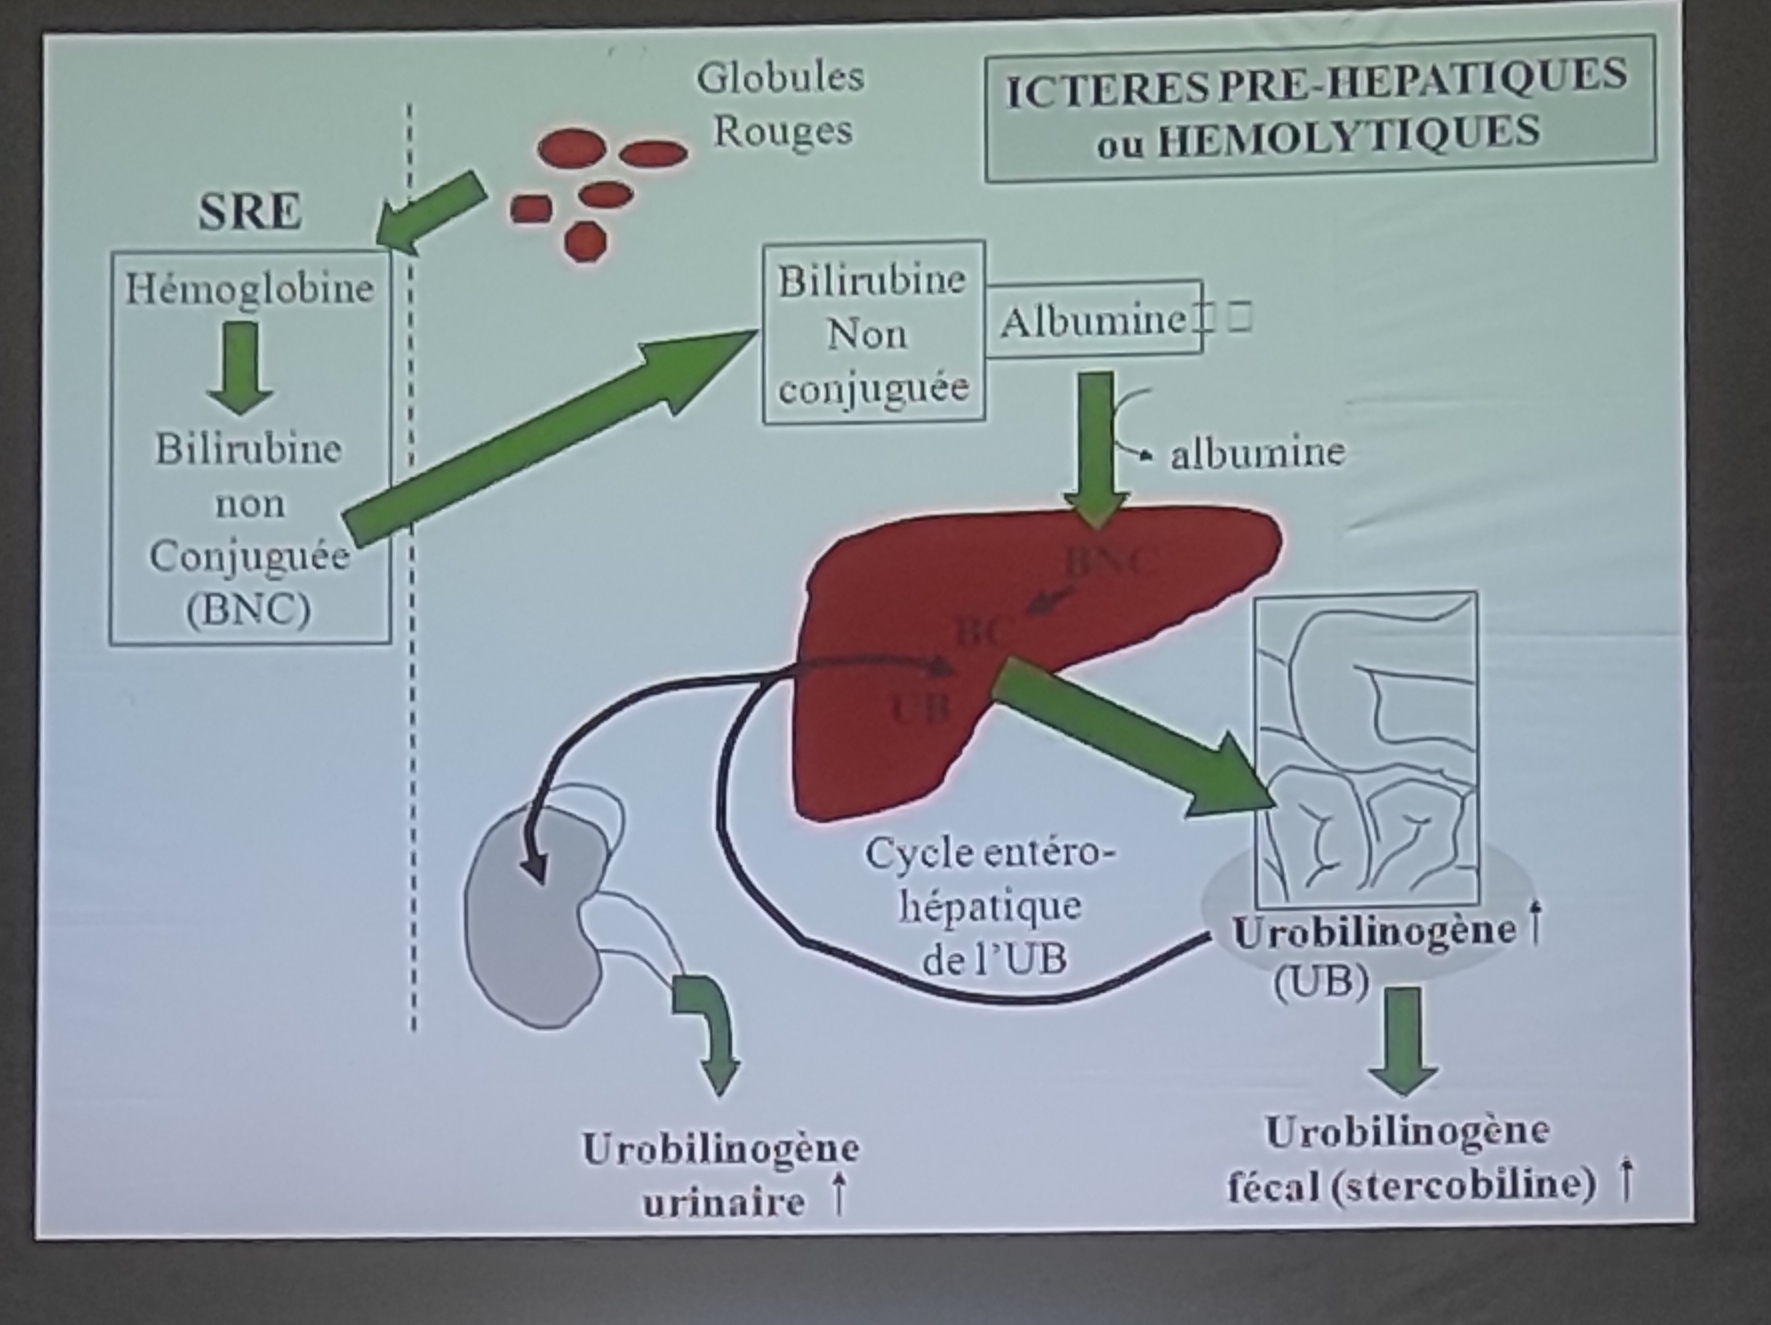 Globules
Rouges
ICTERES PRE-HEPATIQUES
ou HEMOLYTIQUES
SRE
Hémoglobine
Bilirubine
non
Conjuguée
(BNC)
Bilirubine
Non
conjuguée
Albumine
albumine
BNC
BC
UB
Cycle entéro-
hépatique
de l’UB
Urobilinogène ↑
(UB)
Urobilinogène
urinaire ↑
Urobilinogène
fécal (stercobiline) ↑